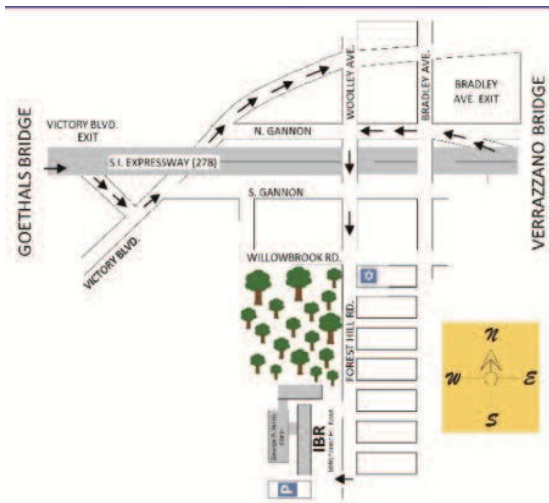 WOOLLEY AVE.
BRADLEY AVE.
BRADLEY
AVE. EXIT
VICTORY BLVD.
EXIT
N. GANNON
GOETHALS BRIDGE
S.I. EXPRESSWAY (278)
VERRAZZANO BRIDGE
S. GANNON
VICTORY BLVD.
WILLOWBROOK RD.
FOREST HILL RD.
N
W
E
S
IBR
P